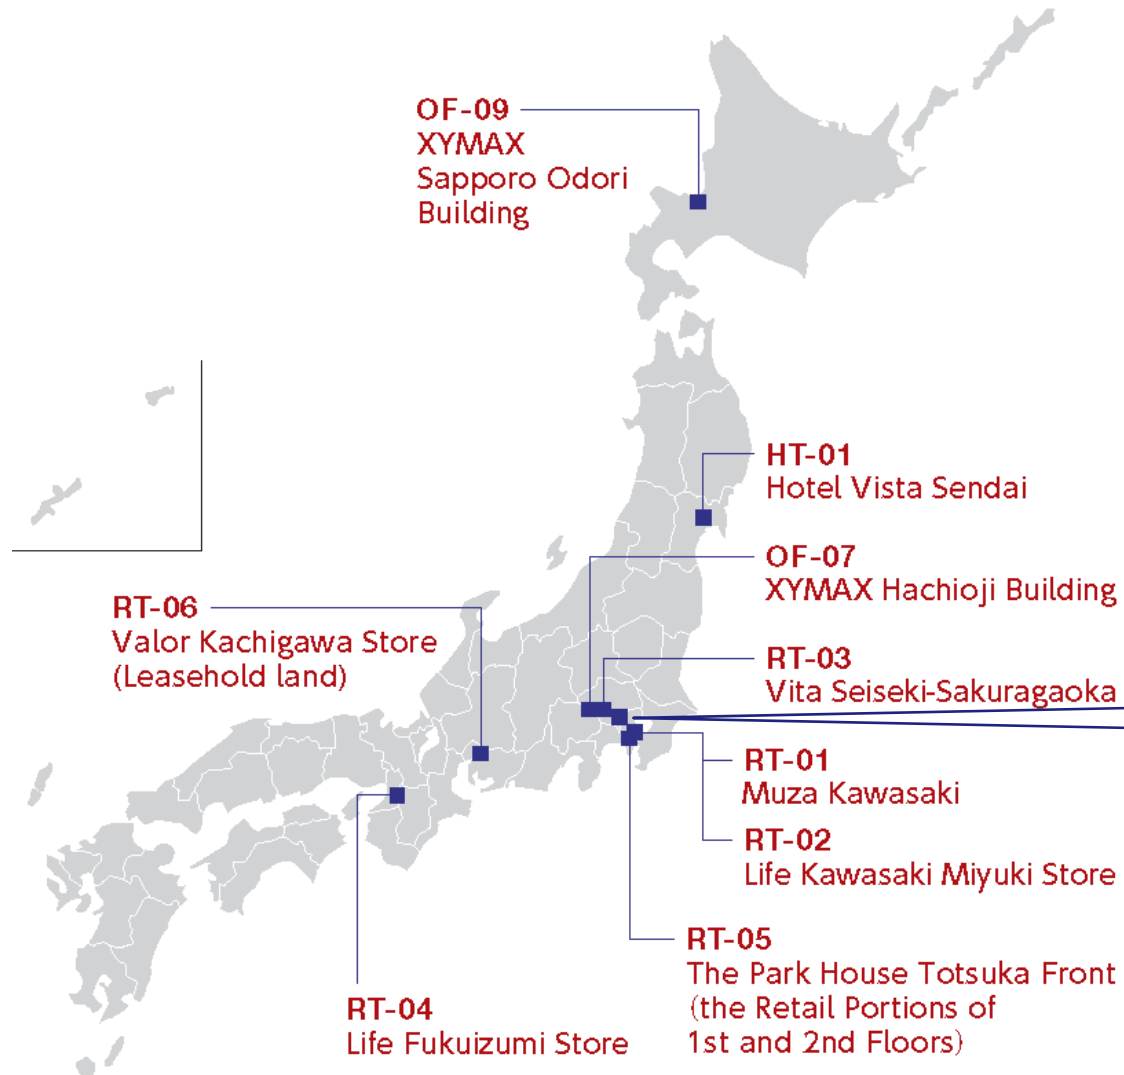 OF-09
XYMAX
Sapporo Odori
Building
HT-01
Hotel Vista Sendai
OF-07
XYMAX Hachioji Building
RT-06
Valor Kachigawa Store
(Leasehold land)
RT-03
Vita Seiseki-Sakuragaoka
RT-01
Muza Kawasaki
RT-02
Life Kawasaki Miyuki Store
RT-05
The Park House Totsuka Front
(the Retail Portions of
1st and 2nd Floors)
RT-04
Life Fukuizumi Store